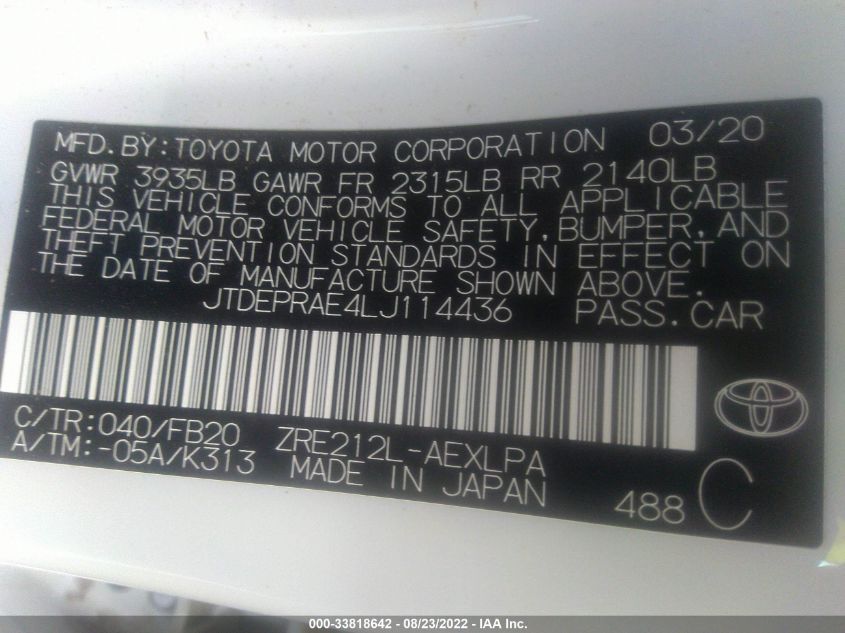 MFD.BY:TOYOTA MOTOR CORPORATION 03/20
GVWR 3935LB GAWR FR 2315LB RR 2140LB
THIS VEHICLE CONFORMS TO ALL APPLICABLE
FEDERAL MOTOR VEHICLE SAFETY,BUMPER,AND
THEFT PREVENTION STANDARDS IN EFFECT ON
THE DATE OF MANUFACTURE SHOWN ABOVE.
JTDEPRAE4LJ114436 PASS.CAR
C/TR:040/FB20 ZRE212L-AEXLPA
A/TM:-05A/K313 MADE IN JAPAN 488 C
000-33818642 - 08/23/2022 - IAA Inc.